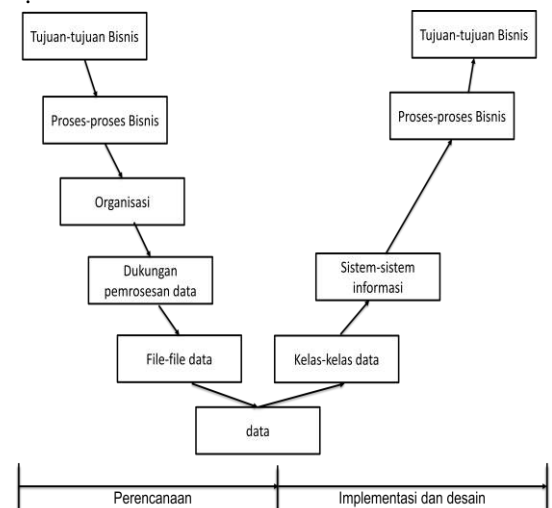 Tujuan-tujuan Bisnis
Tujuan-tujuan Bisnis
Proses-proses Bisnis
Proses-proses Bisnis
Organisasi
Dukungan
pemrosesan data
Sistem-sistem
informasi
File-file data
Kelas-kelas data
data
Perencanaan
Implementasi dan desain